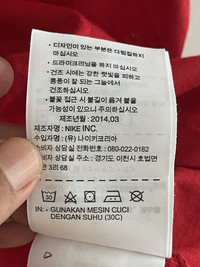 • 디자인이 있는 부분은 다림질하지
마십시오
• 드라이크리닝을 하지 마십시오
• 건조 시에는 강한 햇빛을 피하고
통풍이 잘 되는 그늘에서
건조하십시오
• 불꽃 접근 시 불길이 옮겨 붙을
가능성이 있으니 주의하십시오
제조년월 : 2014,03
제조자명 : NIKE INC.
수입자명 : (유) 나이키코리아
소비자 상담실 전화번호 : 080-022-0182
소비자 상담실 주소 : 경기도 이천시 호법면
3리 68
IN.- GUNAKAN MESIN CUCI
DENGAN SUHU (30C)